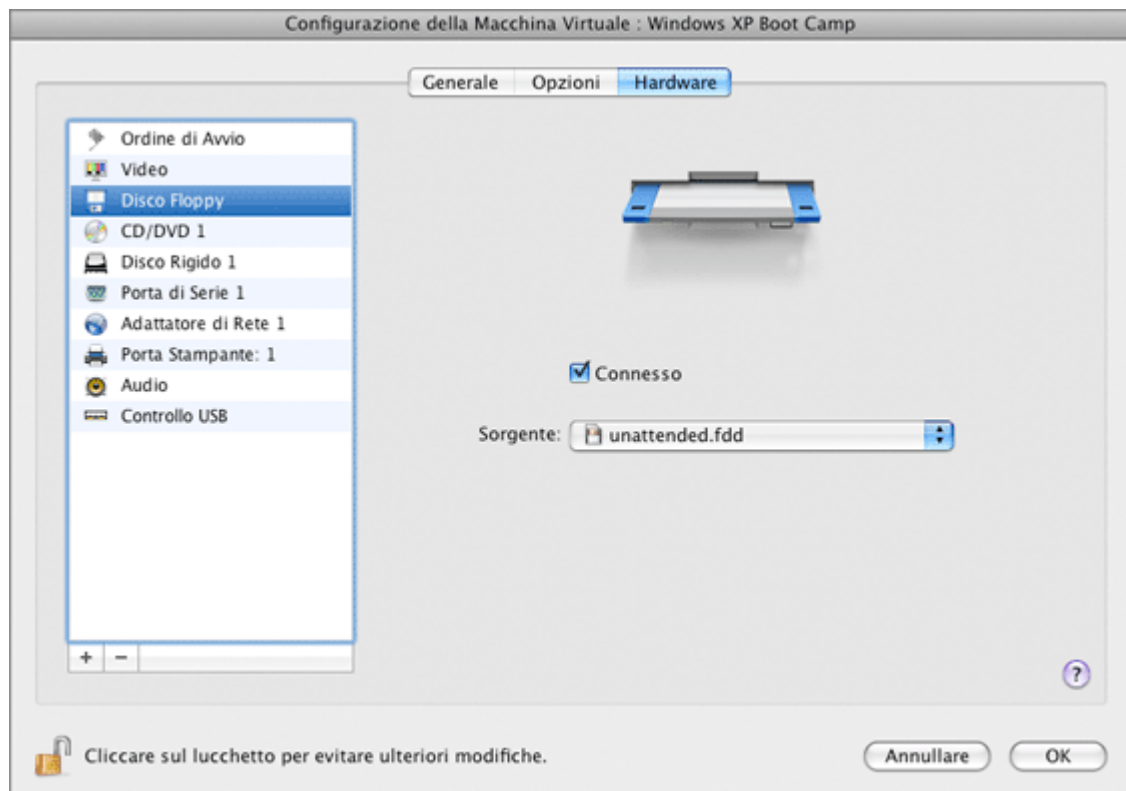 Configurazione della Macchina Virtuale : Windows XP Boot Camp
Generale Opzioni Hardware
Ordine di Avvio
Video
Disco Floppy
CD/DVD 1
Disco Rigido 1
Porta di Serie 1
Adattatore di Rete 1
Porta Stampante: 1
Audio
Controllo USB
Connesso
Sorgente: unattended.fdd
+ −
?
Cliccare sul lucchetto per evitare ulteriori modifiche.
Annullare OK